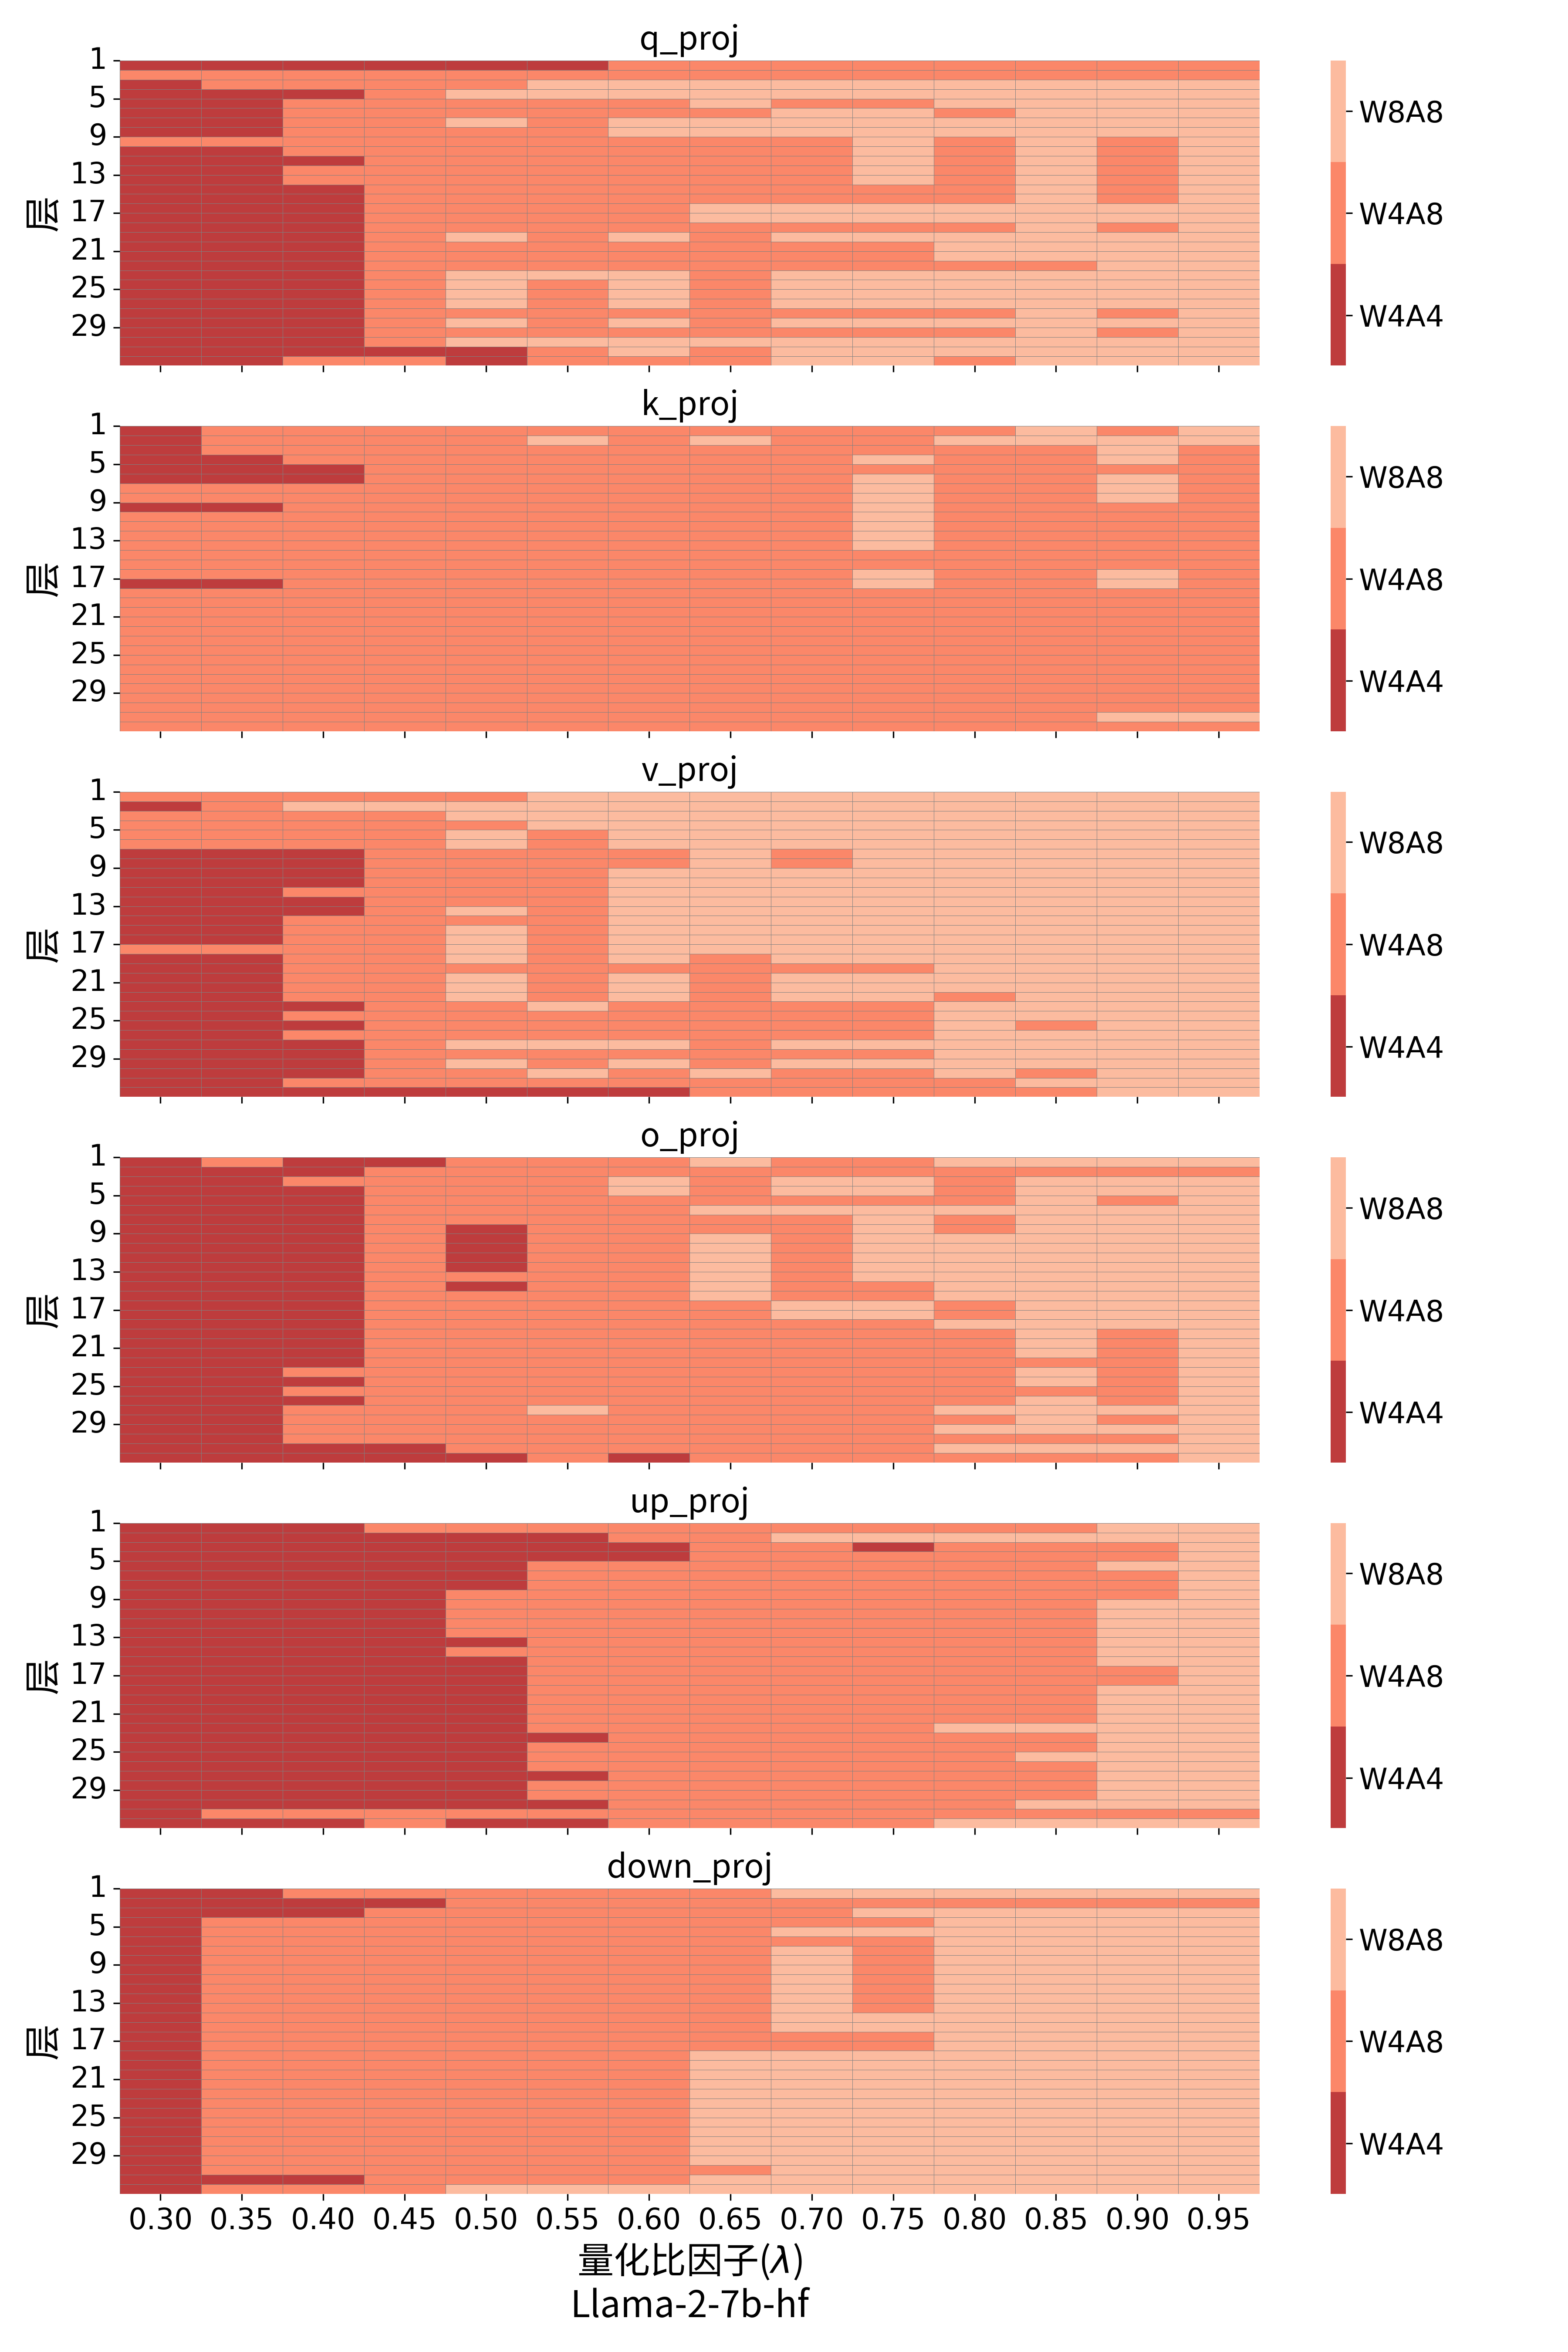 q_proj
1
5
9
13
17
21
25
29
层
W8A8
W4A8
W4A4
k_proj
1
5
9
13
17
21
25
29
层
W8A8
W4A8
W4A4
v_proj
1
5
9
13
17
21
25
29
层
W8A8
W4A8
W4A4
o_proj
1
5
9
13
17
21
25
29
层
W8A8
W4A8
W4A4
up_proj
1
5
9
13
17
21
25
29
层
W8A8
W4A8
W4A4
down_proj
1
5
9
13
17
21
25
29
层
W8A8
W4A8
W4A4
0.30 0.35 0.40 0.45 0.50 0.55 0.60 0.65 0.70 0.75 0.80 0.85 0.90 0.95
量化比因子(λ)
Llama-2-7b-hf